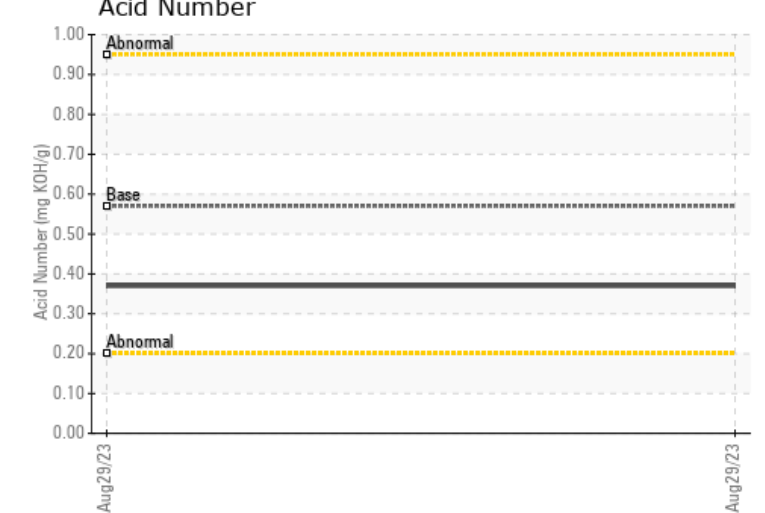 Acid Number
Acid Number (mg KOH/g)
1.00
0.90
0.80
0.70
0.60
0.50
0.40
0.30
0.20
0.10
0.00
Abnormal
Base
Abnormal
Aug29/23
Aug29/23